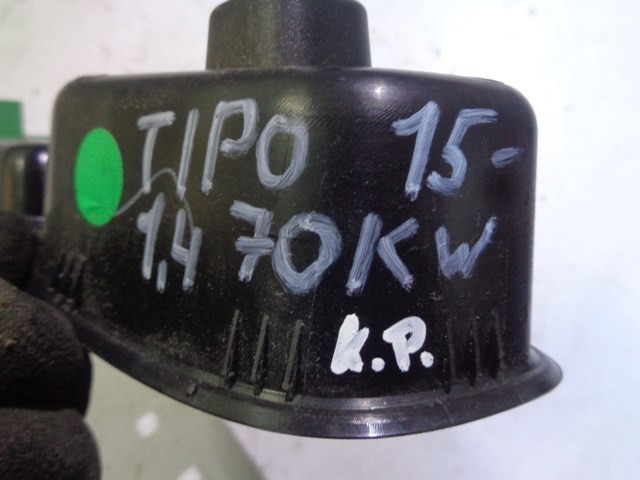 TIPO 15-
1,4 70KW
K.P.